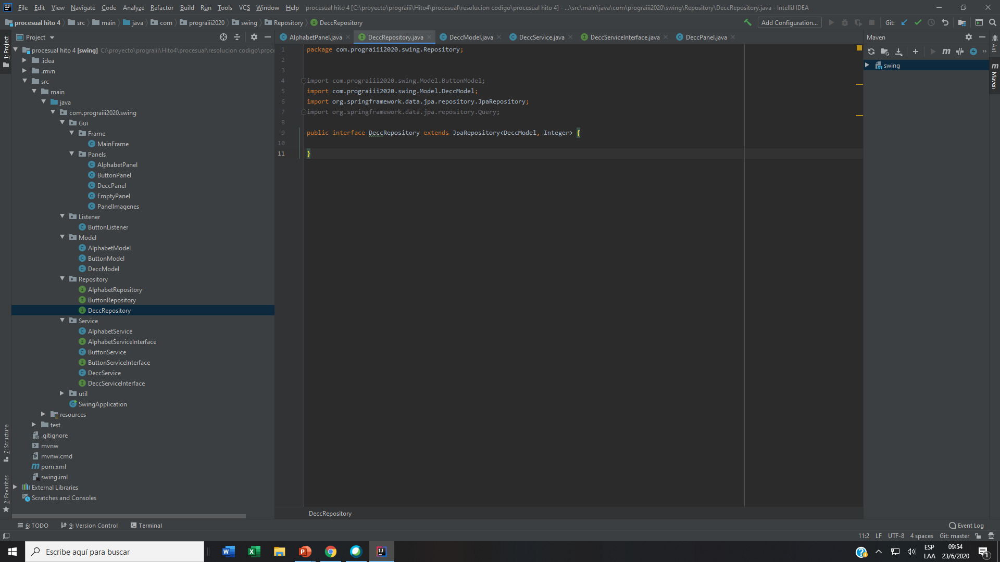 File Edit View Navigate Code Analyze Refactor Build Run Tools VCS Window Help procesual hito 4 [C:\proyecto\prograiii\Hito4\procesual\resolucion codigo\procesual hito 4] - ...\src\main\java\com\prograiii2020\swing\Repository\DeccRepository.java - IntelliJ IDEA
procesual hito 4 src main java com prograiii2020 swing Repository DeccRepository Add Configuration... Git:
Project AlphabetPanel.java DeccRepository.java DeccModel.java DeccService.java DeccServiceInterface.java DeccPanel.java Maven
1: Project
Ant
Maven
swing
procesual hito 4 [swing] C:\proyecto\prograiii\Hito4\procesual\resolucion codigo\proce
.idea
.mvn
src
main
java
com.prograiii2020.swing
Gui
Frame
MainFrame
Panels
AlphabetPanel
ButtonPanel
DeccPanel
EmptyPanel
PanelImagenes
Listener
ButtonListener
Model
AlphabetModel
ButtonModel
DeccModel
Repository
AlphabetRepository
ButtonRepository
DeccRepository
Service
AlphabetService
AlphabetServiceInterface
ButtonService
ButtonServiceInterface
DeccService
DeccServiceInterface
util
SwingApplication
resources
test
.gitignore
mvnw
mvnw.cmd
pom.xml
swing.iml
External Libraries
Scratches and Consoles
7: Structure
2: Favorites
1 package com.prograiii2020.swing.Repository;
2
3
4 import com.prograiii2020.swing.Model.ButtonModel;
5 import com.prograiii2020.swing.Model.DeccModel;
6 import org.springframework.data.jpa.repository.JpaRepository;
7 import org.springframework.data.jpa.repository.Query;
8
9 public interface DeccRepository extends JpaRepository<DeccModel, Integer> {
10
11 }
DeccRepository
6: TODO 9: Version Control Terminal Event Log
11:2 LF UTF-8 4 spaces Git: master
Escribe aquí para buscar
ESP
LAA
09:54
23/6/2020
1